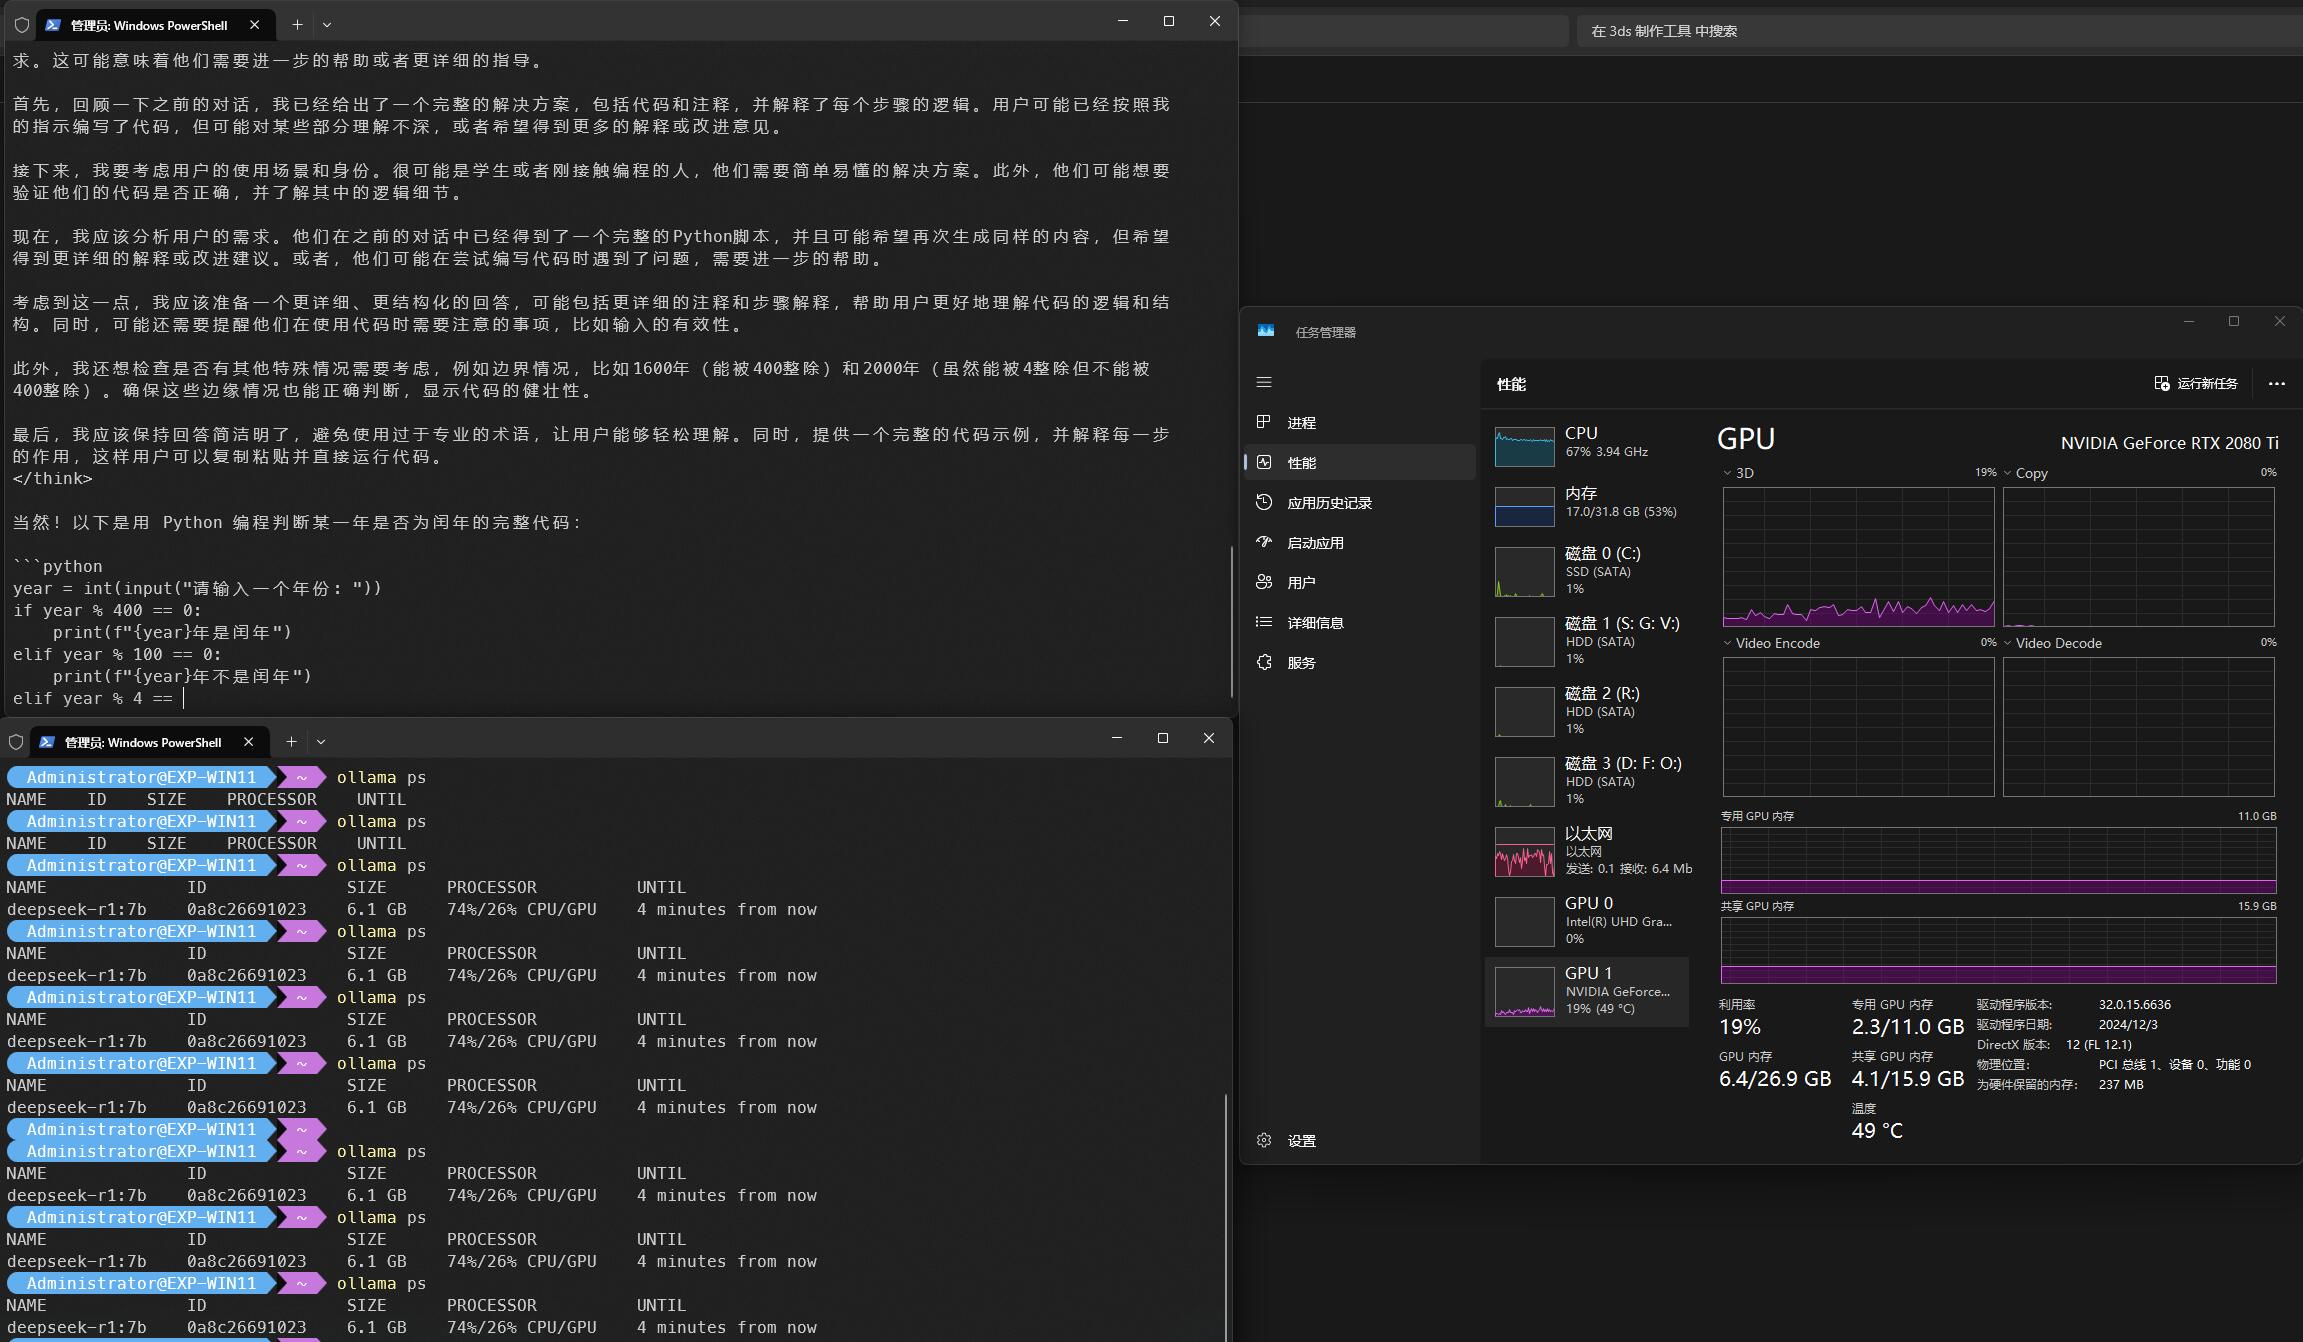 管理员: Windows PowerShell
求。这可能意味着他们需要进一步的帮助或者更详细的指导。
首先，回顾一下之前的对话，我已经给出了一个完整的解决方案，包括代码和注释，并解释了每个步骤的逻辑。用户可能已经按照我
的指示编写了代码，但可能对某些部分理解不深，或者希望得到更多的解释或改进意见。
接下来，我要考虑用户的使用场景和身份。很可能是学生或者刚接触编程的人，他们需要简单易懂的解决方案。此外，他们可能想要
验证他们的代码是否正确，并了解其中的逻辑细节。
现在，我应该分析用户的需求。他们在之前的对话中已经得到了一个完整的Python脚本，并且可能希望再次生成同样的内容，但希望
得到更详细的解释或改进建议。或者，他们可能在尝试编写代码时遇到了问题，需要进一步的帮助。
考虑到这一点，我应该准备一个更详细、更结构化的回答，可能包括更详细的注释和步骤解释，帮助用户更好地理解代码的逻辑和结
构。同时，可能还需要提醒他们在使用代码时需要注意的事项，比如输入的有效性。
此外，我还想检查是否有其他特殊情况需要考虑，例如边界情况，比如1600年（能被400整除）和2000年（虽然能被4整除但不能被
400整除）。确保这些边缘情况也能正确判断，显示代码的健壮性。
最后，我应该保持回答简洁明了，避免使用过于专业的术语，让用户能够轻松理解。同时，提供一个完整的代码示例，并解释每一步
的作用，这样用户可以复制粘贴并直接运行代码。
</think>
当然！以下是用 Python 编程判断某一年是否为闰年的完整代码：
```python
year = int(input("请输入一个年份: "))
if year % 400 == 0:
    print(f"{year}年是闰年")
elif year % 100 == 0:
    print(f"{year}年不是闰年")
elif year % 4 ==
管理员: Windows PowerShell
Administrator@EXP-WIN11 ~ ollama ps
NAME ID SIZE PROCESSOR UNTIL
Administrator@EXP-WIN11 ~ ollama ps
NAME ID SIZE PROCESSOR UNTIL
Administrator@EXP-WIN11 ~ ollama ps
NAME ID SIZE PROCESSOR UNTIL
deepseek-r1:7b 0a8c26691023 6.1 GB 74%/26% CPU/GPU 4 minutes from now
Administrator@EXP-WIN11 ~ ollama ps
NAME ID SIZE PROCESSOR UNTIL
deepseek-r1:7b 0a8c26691023 6.1 GB 74%/26% CPU/GPU 4 minutes from now
Administrator@EXP-WIN11 ~ ollama ps
NAME ID SIZE PROCESSOR UNTIL
deepseek-r1:7b 0a8c26691023 6.1 GB 74%/26% CPU/GPU 4 minutes from now
Administrator@EXP-WIN11 ~ ollama ps
NAME ID SIZE PROCESSOR UNTIL
deepseek-r1:7b 0a8c26691023 6.1 GB 74%/26% CPU/GPU 4 minutes from now
Administrator@EXP-WIN11 ~
Administrator@EXP-WIN11 ~ ollama ps
NAME ID SIZE PROCESSOR UNTIL
deepseek-r1:7b 0a8c26691023 6.1 GB 74%/26% CPU/GPU 4 minutes from now
Administrator@EXP-WIN11 ~ ollama ps
NAME ID SIZE PROCESSOR UNTIL
deepseek-r1:7b 0a8c26691023 6.1 GB 74%/26% CPU/GPU 4 minutes from now
Administrator@EXP-WIN11 ~ ollama ps
NAME ID SIZE PROCESSOR UNTIL
deepseek-r1:7b 0a8c26691023 6.1 GB 74%/26% CPU/GPU 4 minutes from now
在 3ds 制作工具 中搜索
任务管理器
进程
性能
应用历史记录
启动应用
用户
详细信息
服务
设置
性能
运行新任务
CPU
67% 3.94 GHz
内存
17.0/31.8 GB (53%)
磁盘 0 (C:)
SSD (SATA)
1%
磁盘 1 (S: G: V:)
HDD (SATA)
1%
磁盘 2 (R:)
HDD (SATA)
1%
磁盘 3 (D: F: O:)
HDD (SATA)
1%
以太网
以太网
发送: 0.1 接收: 6.4 Mb
GPU 0
Intel(R) UHD Gra...
0%
GPU 1
NVIDIA GeForce...
19% (49 °C)
GPU
NVIDIA GeForce RTX 2080 Ti
3D 19%
Copy 0%
Video Encode 0%
Video Decode 0%
专用 GPU 内存 11.0 GB
共享 GPU 内存 15.9 GB
利用率
19%
GPU 内存
6.4/26.9 GB
专用 GPU 内存
2.3/11.0 GB
共享 GPU 内存
4.1/15.9 GB
温度
49 °C
驱动程序版本: 32.0.15.6636
驱动程序日期: 2024/12/3
DirectX 版本: 12 (FL 12.1)
物理位置: PCI 总线 1、设备 0、功能 0
为硬件保留的内存: 237 MB